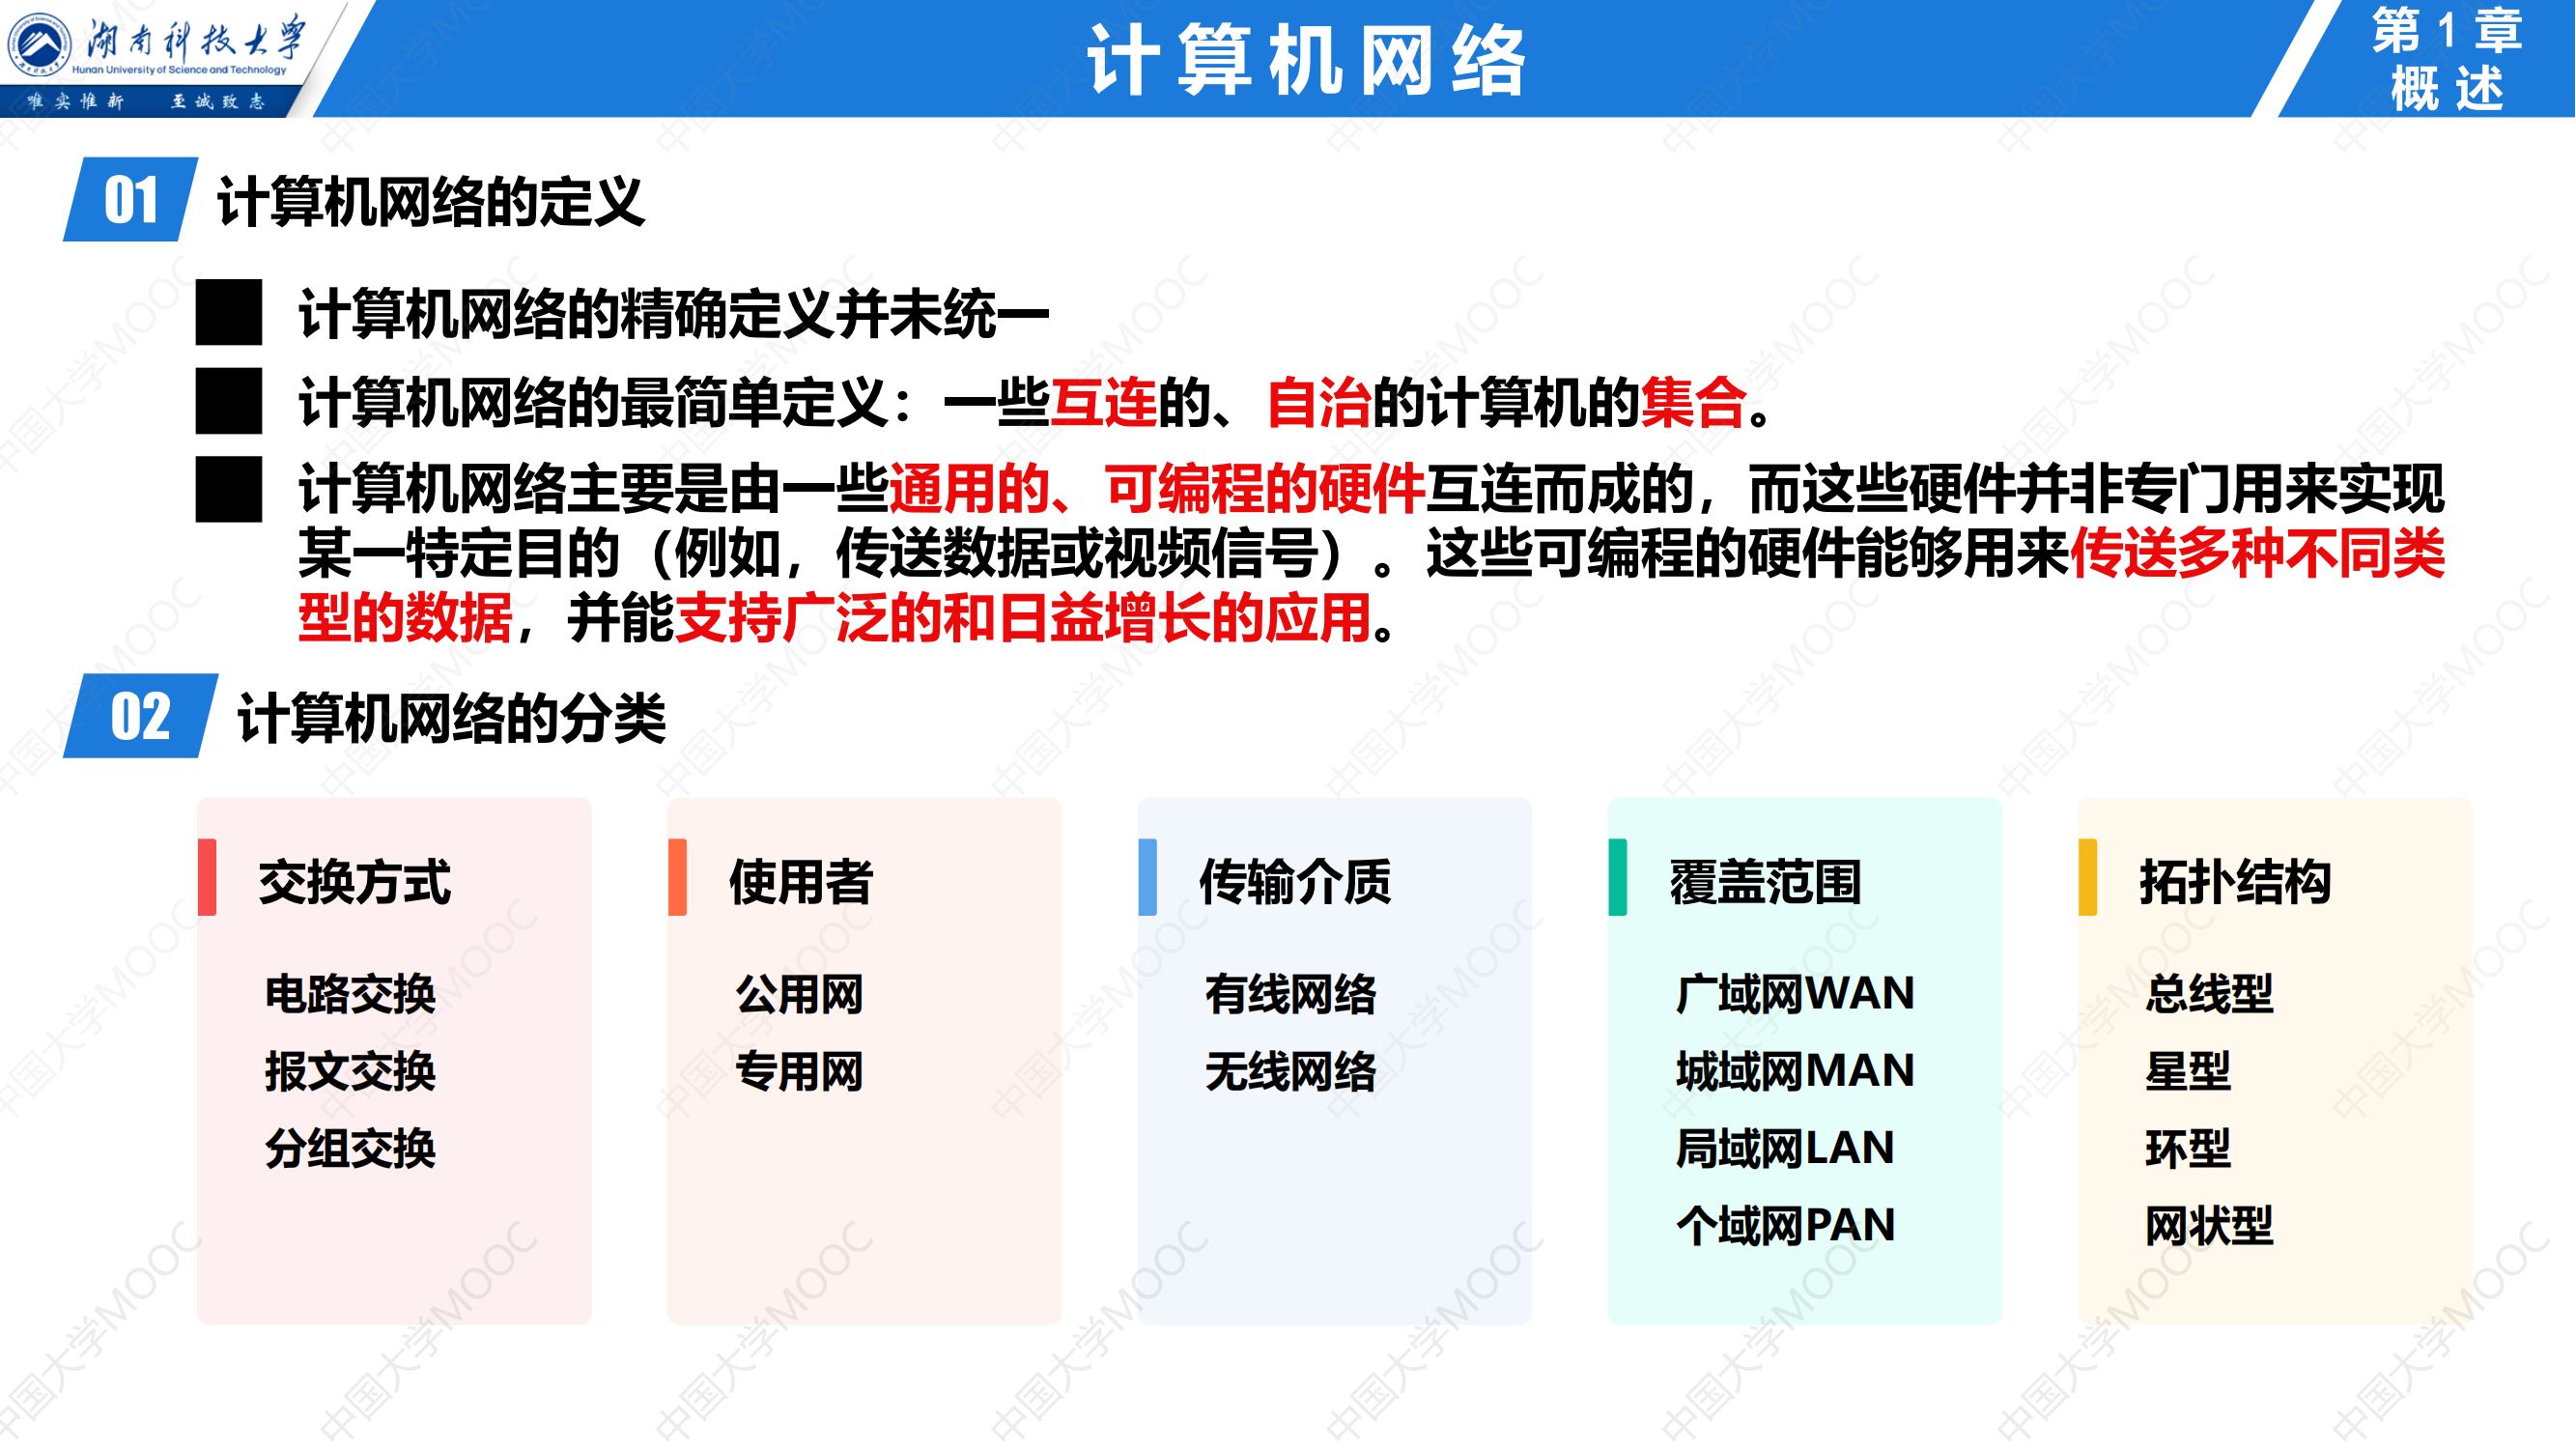 湖南科技大学
Hunan University of Science and Technology
唯实惟新 至诚致志
计算机网络
第1章
概述
01 计算机网络的定义
计算机网络的精确定义并未统一
计算机网络的最简单定义：一些互连的、自治的计算机的集合。
计算机网络主要是由一些通用的、可编程的硬件互连而成的，而这些硬件并非专门用来实现
某一特定目的（例如，传送数据或视频信号）。这些可编程的硬件能够用来传送多种不同类
型的数据，并能支持广泛的和日益增长的应用。
02 计算机网络的分类
交换方式
电路交换
报文交换
分组交换
使用者
公用网
专用网
传输介质
有线网络
无线网络
覆盖范围
广域网WAN
城域网MAN
局域网LAN
个域网PAN
拓扑结构
总线型
星型
环型
网状型
中国大学MOOC